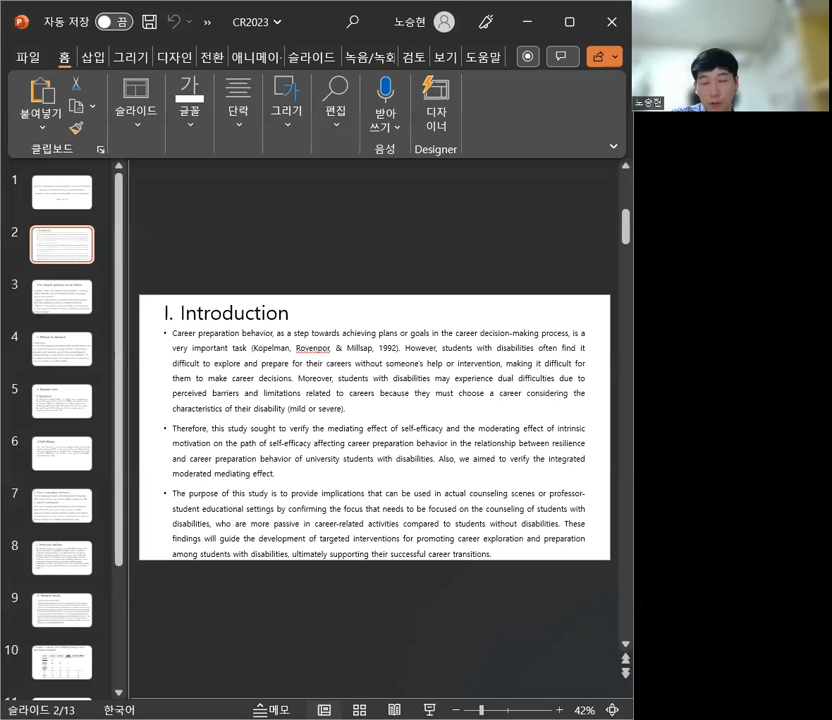 자동 저장 끔 CR2023 노승현
파일 홈 삽입 그리기 디자인 전환 애니메이 슬라이드 녹음/녹화 검토 보기 도움말
붙여넣기 슬라이드 글꼴 단락 그리기 편집 받아쓰기 디자이너
가
클립보드 음성 Designer
노승현
1
2
3
4
5
6
7
8
9
10
I. Introduction
• Career preparation behavior, as a step towards achieving plans or goals in the career decision-making process, is a
very important task (Kopelman, Rovenpor, & Millsap, 1992). However, students with disabilities often find it
difficult to explore and prepare for their careers without someone's help or intervention, making it difficult for
them to make career decisions. Moreover, students with disabilities may experience dual difficulties due to
perceived barriers and limitations related to careers because they must choose a career considering the
characteristics of their disability (mild or severe).
• Therefore, this study sought to verify the mediating effect of self-efficacy and the moderating effect of intrinsic
motivation on the path of self-efficacy affecting career preparation behavior in the relationship between resilience
and career preparation behavior of university students with disabilities. Also, we aimed to verify the integrated
moderated mediating effect.
• The purpose of this study is to provide implications that can be used in actual counseling scenes or professor-
student educational settings by confirming the focus that needs to be focused on the counseling of students with
disabilities, who are more passive in career-related activities compared to students without disabilities. These
findings will guide the development of targeted interventions for promoting career exploration and preparation
among students with disabilities, ultimately supporting their successful career transitions.
슬라이드 2/13 한국어 메모 42%